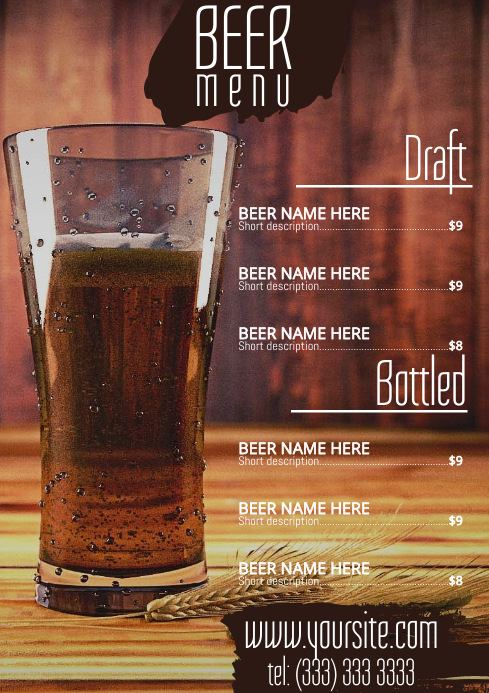 BEER
menu
Draft
BEER NAME HERE
Short description................................................$9
BEER NAME HERE
Short description................................................$9
BEER NAME HERE
Short description................................................$8
Bottled
BEER NAME HERE
Short description................................................$9
BEER NAME HERE
Short description................................................$9
BEER NAME HERE
Short description................................................$8
www.yoursite.com
tel: (333) 333 3333